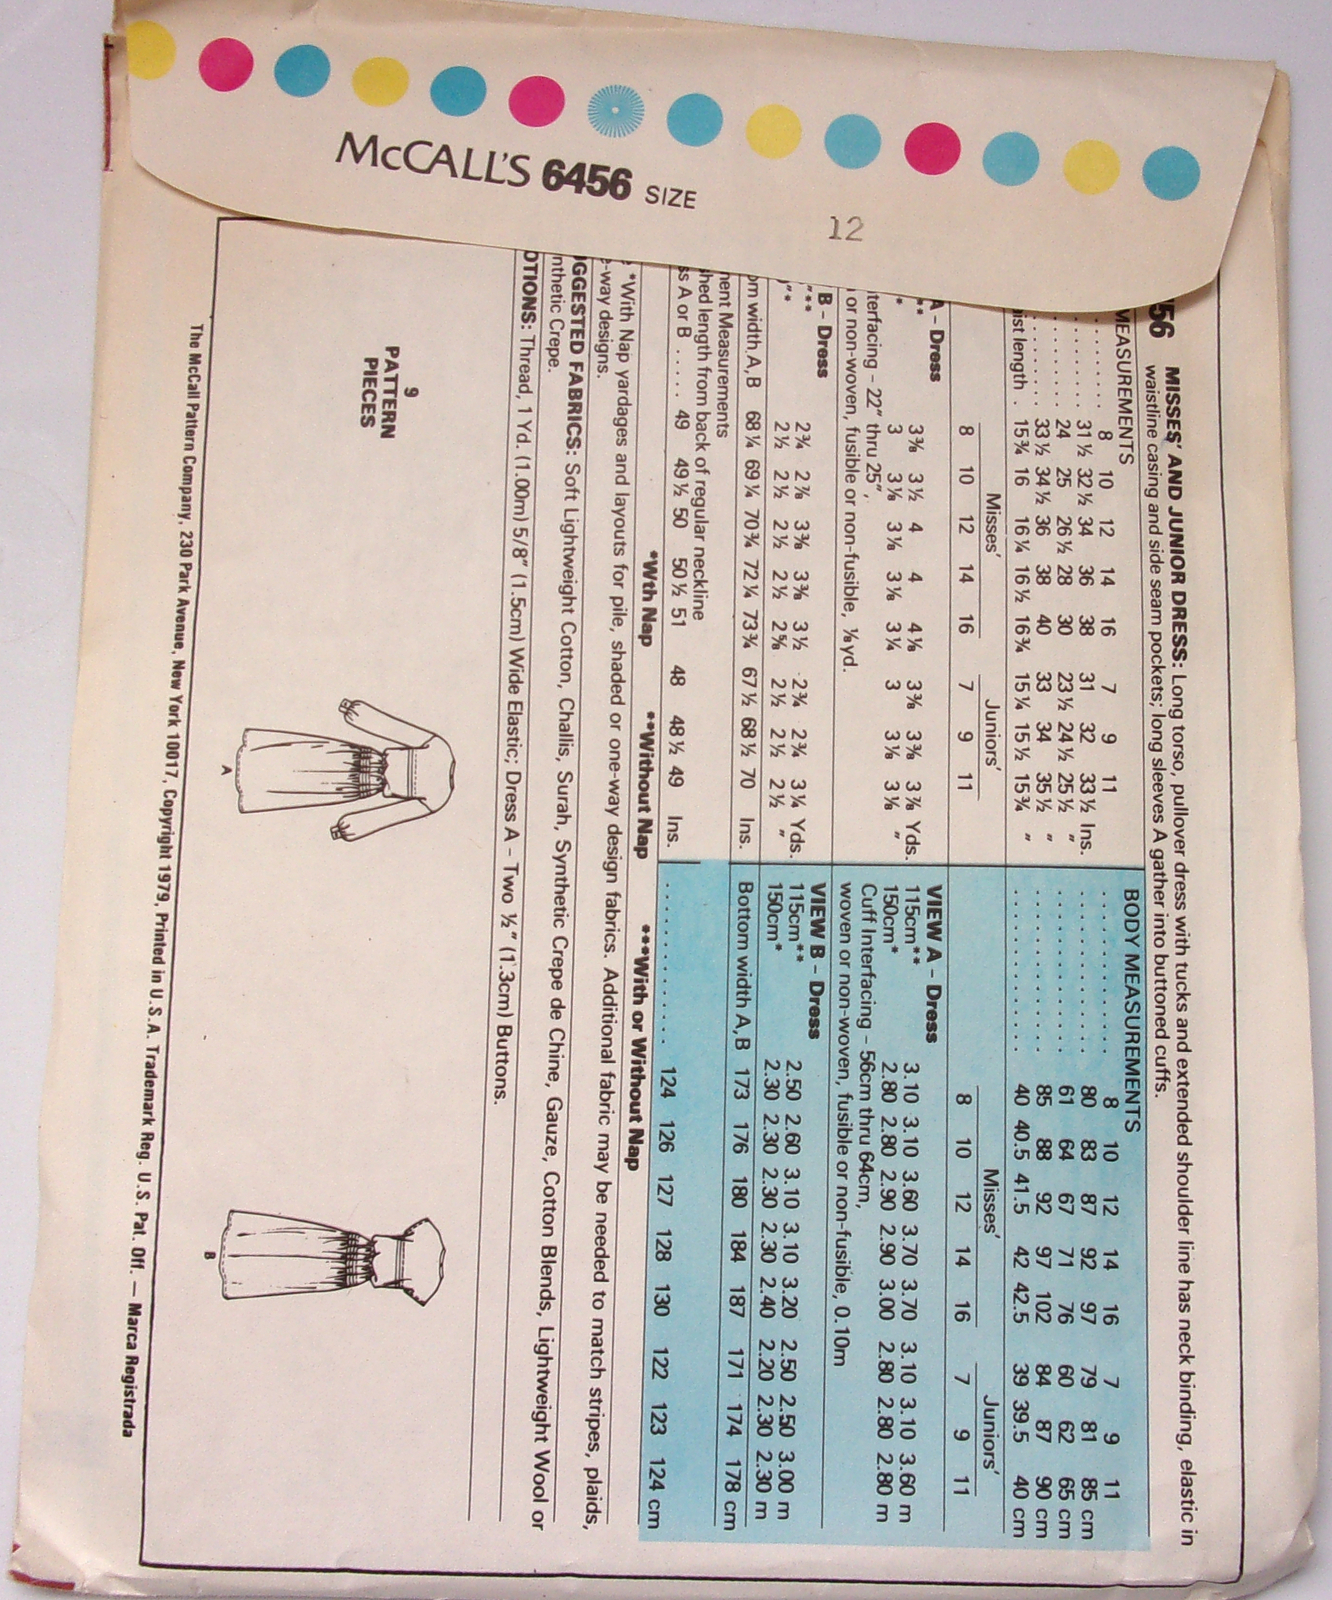 McCALL'S 6456 SIZE
12
56 MISSES' AND JUNIOR DRESS: Long torso, pullover dress with tucks and extended shoulder line has neck binding, elastic in
waistline casing and side seam pockets; long sleeves A gather into buttoned cuffs.
MEASUREMENTS
. . . . . . . 8 10 12 14 16 7 9 11
. . . . . . . 31½ 32½ 34 36 38 31 32 33½ Ins.
. . . . . . . 24 25 26½ 28 30 23½ 24½ 25½ "
. . . . . . . 33½ 34½ 36 38 40 33 34 35½ "
ist length . 15¾ 16 16¼ 16½ 16¾ 15¼ 15½ 15¾ "
Misses' Juniors'
8 10 12 14 16 7 9 11
A - Dress
** 3⅜ 3½ 4 4 4⅛ 3⅜ 3⅜ 3⅞ Yds.
* 3 3⅛ 3⅛ 3⅛ 3¼ 3 3⅛ 3⅛ "
terfacing - 22" thru 25",
or non-woven, fusible or non-fusible, ⅛ yd.
B - Dress
"** 2¾ 2⅞ 3⅜ 3⅜ 3½ 2¾ 2¾ 3¼ Yds.
"* 2½ 2½ 2½ 2½ 2⅝ 2½ 2½ 2½ "
om width A, B 68¼ 69¼ 70¾ 72¼ 73¾ 67½ 68½ 70 Ins.
ment Measurements
shed length from back of regular neckline
ss A or B . . . . . 49 49½ 50 50½ 51 48 48½ 49 Ins.
BODY MEASUREMENTS
. . . . . . . . . . . 8 10 12 14 16 7 9 11
. . . . . . . . . . . 80 83 87 92 97 79 81 85 cm
. . . . . . . . . . . 61 64 67 71 76 60 62 65 cm
. . . . . . . . . . . 85 88 92 97 102 84 87 90 cm
. . . . . . . . . . . 40 40.5 41.5 42 42.5 39 39.5 40 cm
Misses' Juniors'
8 10 12 14 16 7 9 11
VIEW A - Dress
115cm** 3.10 3.10 3.60 3.70 3.70 3.10 3.10 3.60 m
150cm* 2.80 2.80 2.90 2.90 3.00 2.80 2.80 2.80 m
Cuff Interfacing - 56cm thru 64cm,
woven or non-woven, fusible or non-fusible, 0.10m
VIEW B - Dress
115cm** 2.50 2.60 3.10 3.10 3.20 2.50 2.50 3.00 m
150cm* 2.30 2.30 2.30 2.30 2.40 2.20 2.30 2.30 m
Bottom width A, B 173 176 180 184 187 171 174 178 cm
. . . . . . . . . . . 124 126 127 128 130 122 123 124 cm
*Wth Nap **Without Nap ***With or Without Nap
*With Nap yardages and layouts for pile, shaded or one-way design fabrics. Additional fabric may be needed to match stripes, plaids,
-way designs.
GGESTED FABRICS: Soft Lightweight Cotton, Challis, Surah, Synthetic Crepe de Chine, Gauze, Cotton Blends, Lightweight Wool or
nthetic Crepe.
OTIONS: Thread, 1 Yd. (1.00m) 5/8" (1.5cm) Wide Elastic; Dress A - Two ½" (1.3cm) Buttons.
9
PATTERN
PIECES
A
B
The McCall Pattern Company, 230 Park Avenue, New York 10017, Copyright 1979, Printed in U.S.A. Trademark Reg. U.S. Pat. Off. — Marca Registrada